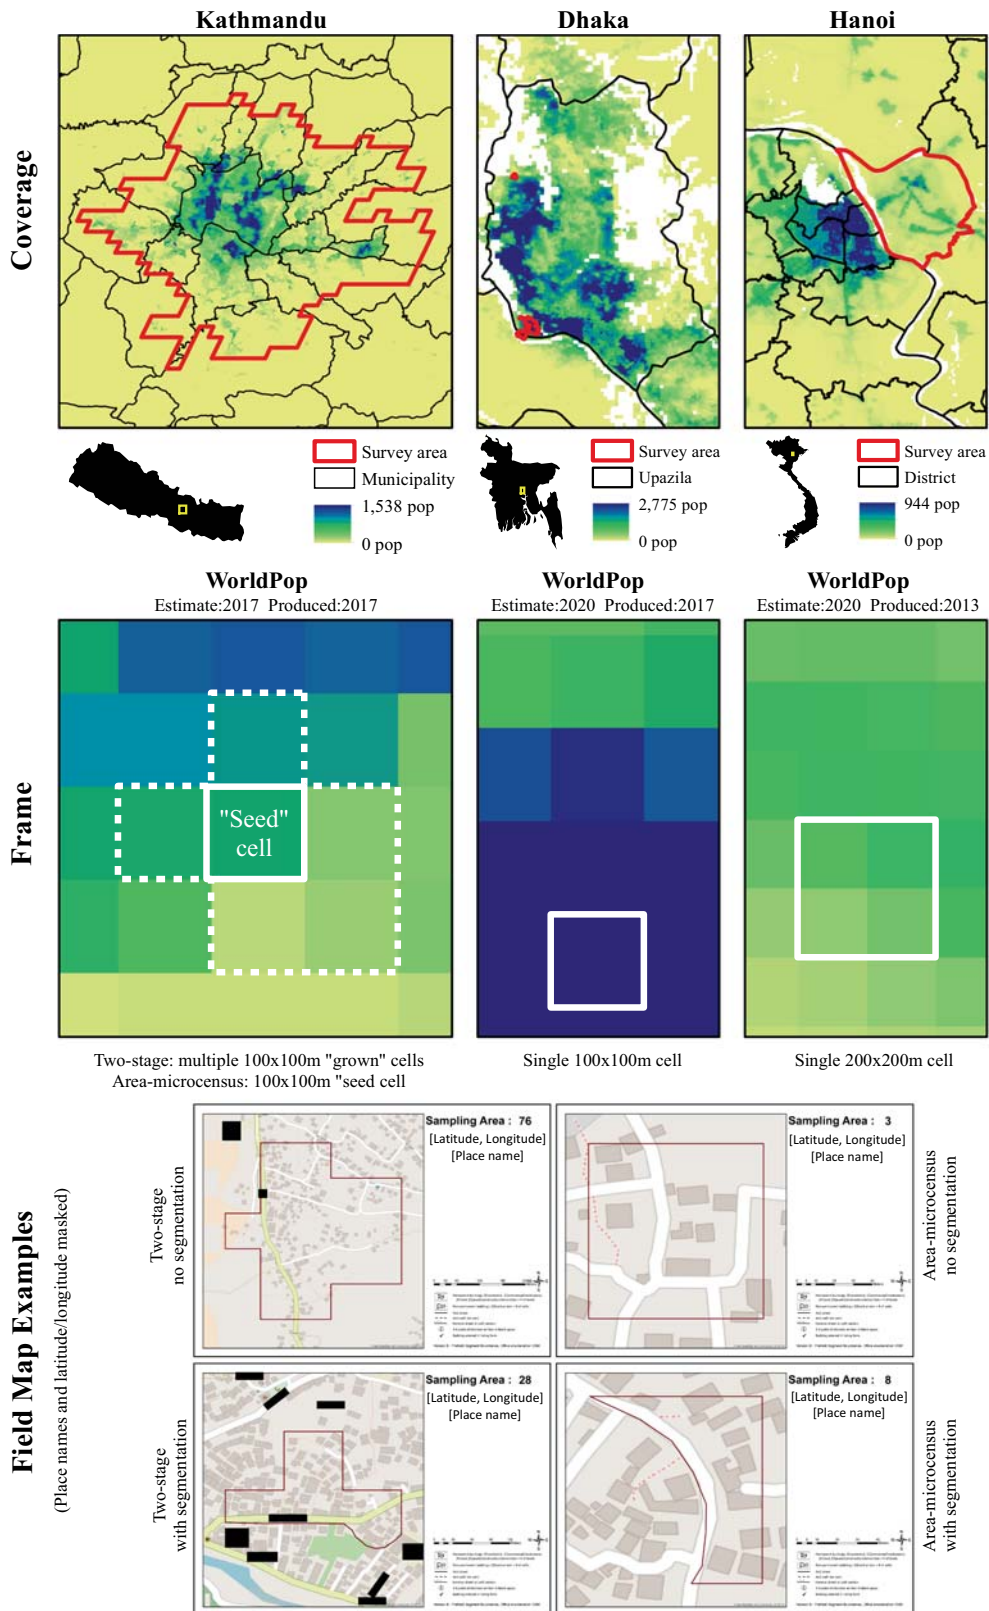 Kathmandu
Dhaka
Hanoi
Coverage
Survey area
Municipality
1,538 pop
0 pop
Survey area
Upazila
2,775 pop
0 pop
Survey area
District
944 pop
0 pop
WorldPop
Estimate:2017 Produced:2017
WorldPop
Estimate:2020 Produced:2017
WorldPop
Estimate:2020 Produced:2013
Frame
"Seed"
cell
Two-stage: multiple 100x100m "grown" cells
Area-microcensus: 100x100m "seed cell
Single 100x100m cell
Single 200x200m cell
Field Map Examples
(Place names and latitude/longitude masked)
Two-stage
no segmentation
Sampling Area : 76
[Latitude, Longitude]
[Place name]
Sampling Area : 3
[Latitude, Longitude]
[Place name]
Area-microcensus
no segmentation
Two-stage
with segmentation
Sampling Area : 28
[Latitude, Longitude]
[Place name]
Sampling Area : 8
[Latitude, Longitude]
[Place name]
Area-microcensus
with segmentation